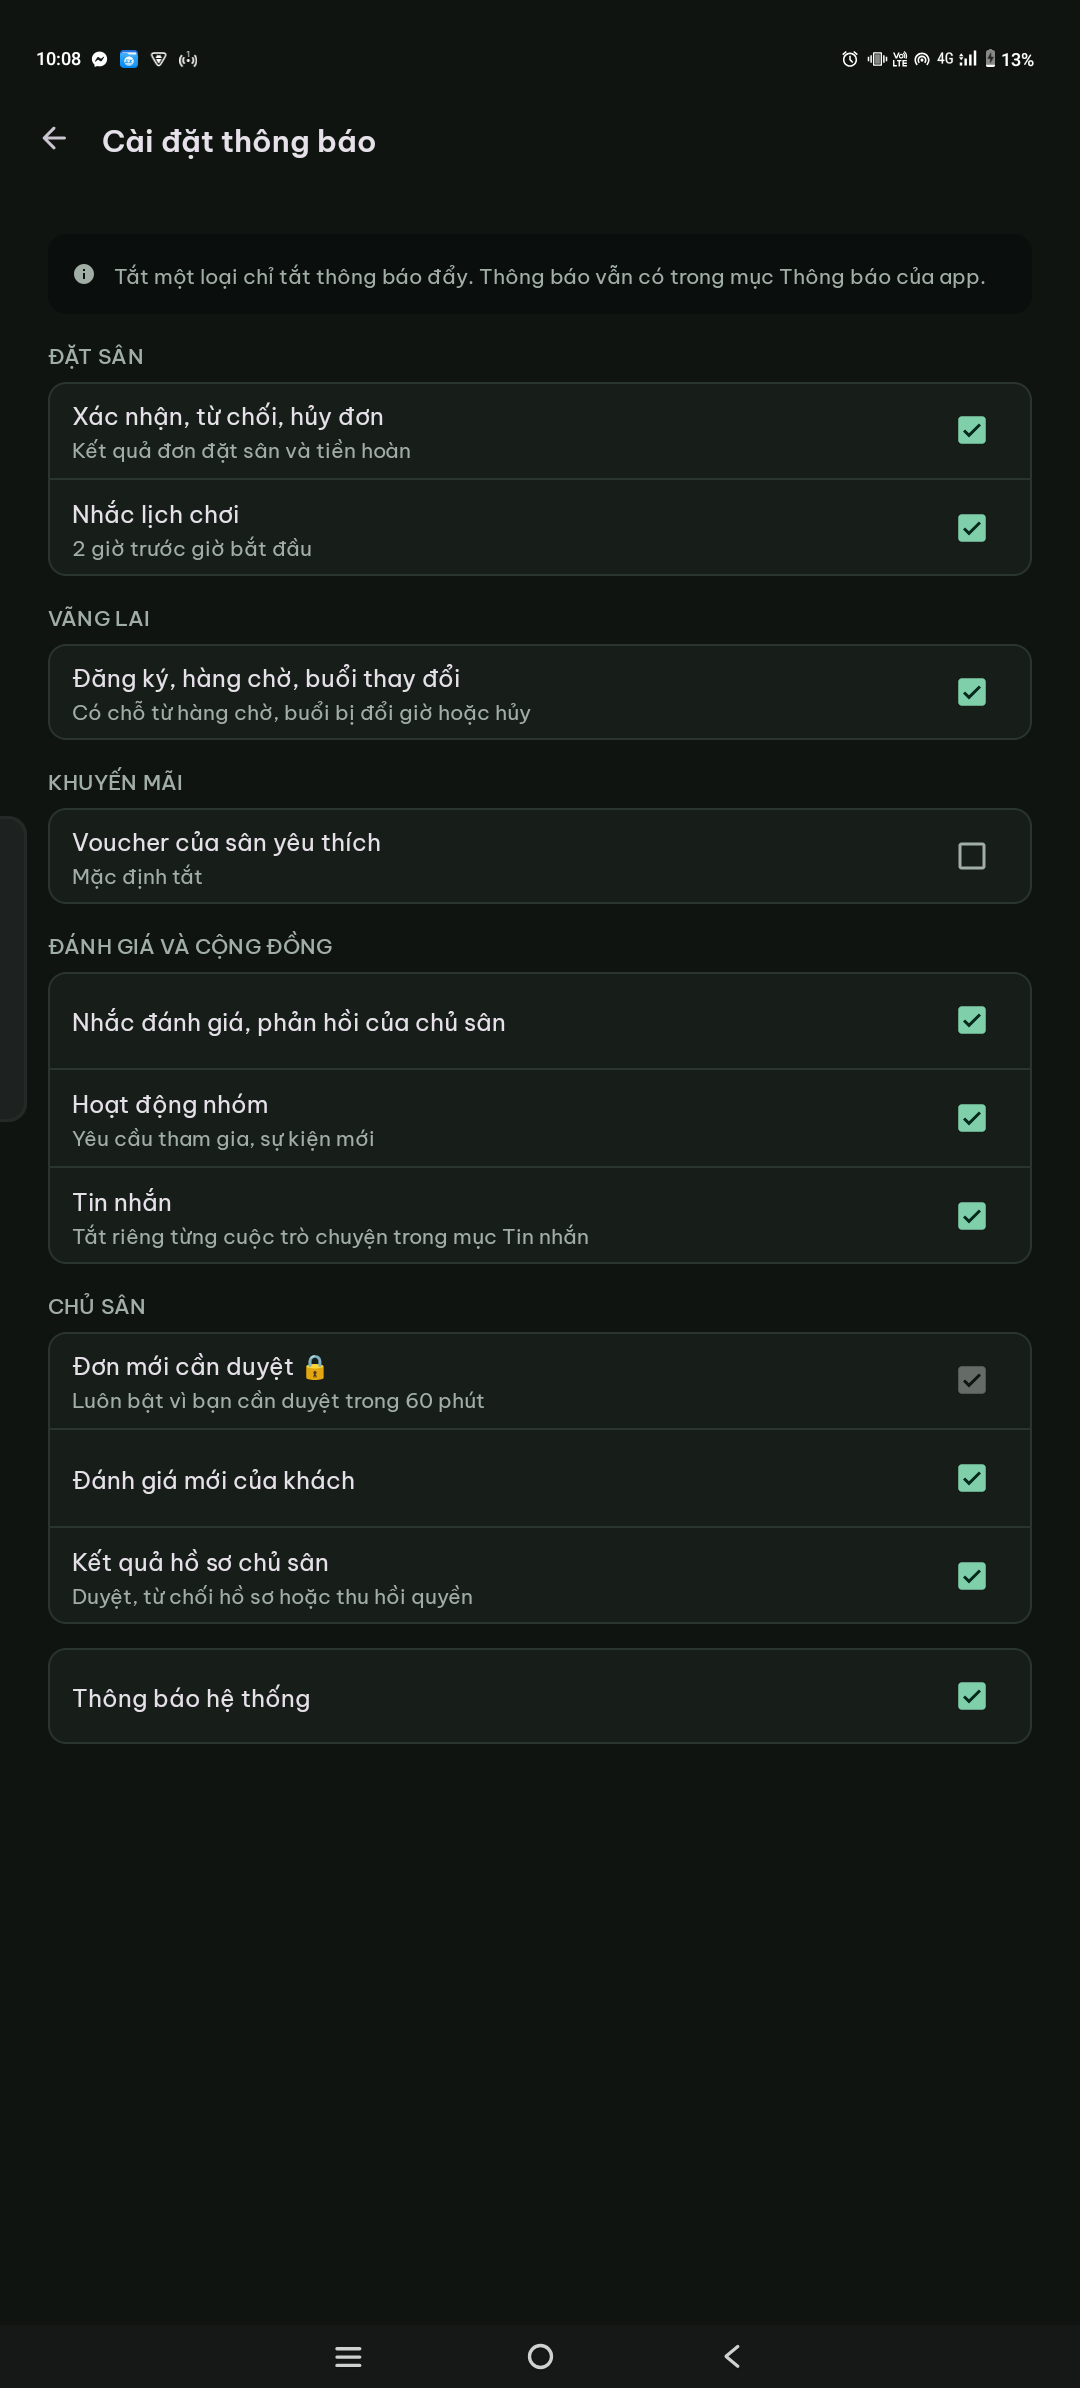 10:08
4G
13%
Cài đặt thông báo
Tắt một loại chỉ tắt thông báo đẩy. Thông báo vẫn có trong mục Thông báo của app.
ĐẶT SÂN
Xác nhận, từ chối, hủy đơn
Kết quả đơn đặt sân và tiền hoàn
Nhắc lịch chơi
2 giờ trước giờ bắt đầu
VÃNG LAI
Đăng ký, hàng chờ, buổi thay đổi
Có chỗ từ hàng chờ, buổi bị đổi giờ hoặc hủy
KHUYẾN MÃI
Voucher của sân yêu thích
Mặc định tắt
ĐÁNH GIÁ VÀ CỘNG ĐỒNG
Nhắc đánh giá, phản hồi của chủ sân
Hoạt động nhóm
Yêu cầu tham gia, sự kiện mới
Tin nhắn
Tắt riêng từng cuộc trò chuyện trong mục Tin nhắn
CHỦ SÂN
Đơn mới cần duyệt 🔒
Luôn bật vì bạn cần duyệt trong 60 phút
Đánh giá mới của khách
Kết quả hồ sơ chủ sân
Duyệt, từ chối hồ sơ hoặc thu hồi quyền
Thông báo hệ thống